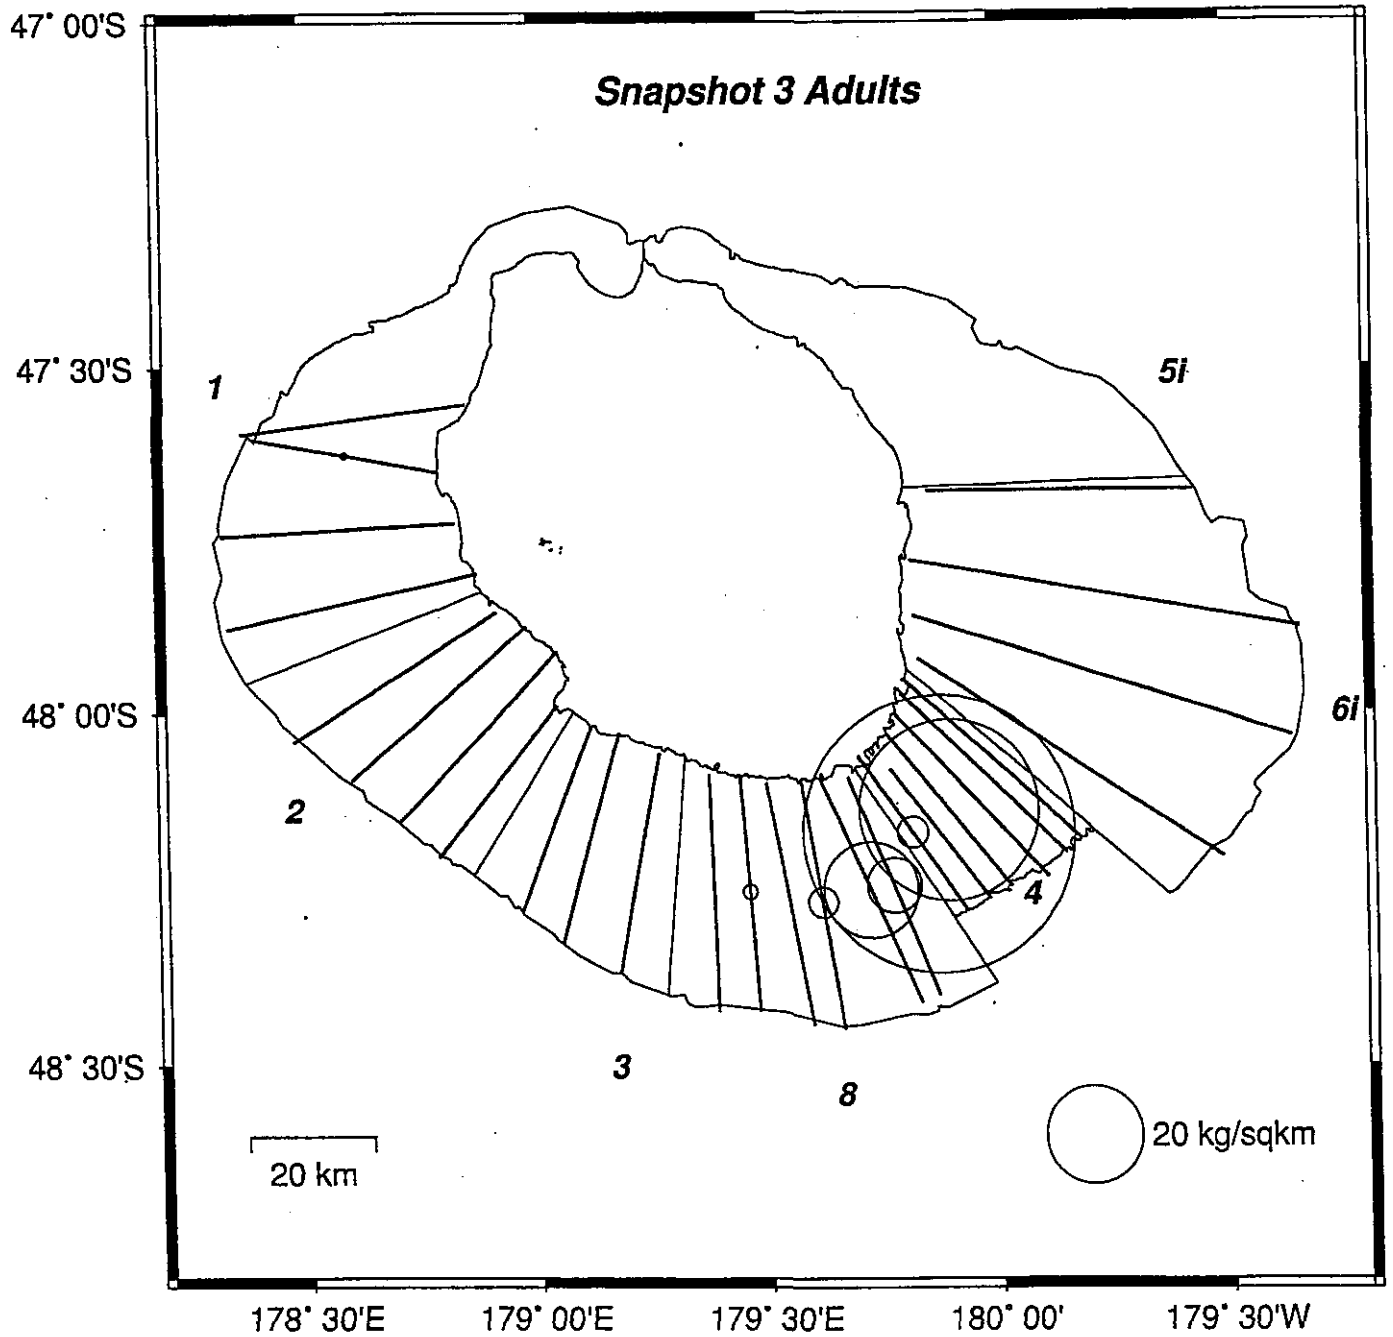 47° 00'S
Snapshot 3 Adults
47° 30'S
1
5i
48° 00'S
6i
2
4
48° 30'S
3
8
20 kg/sqkm
20 km
178° 30'E
179° 00'E
179° 30'E
180° 00'
179° 30'W